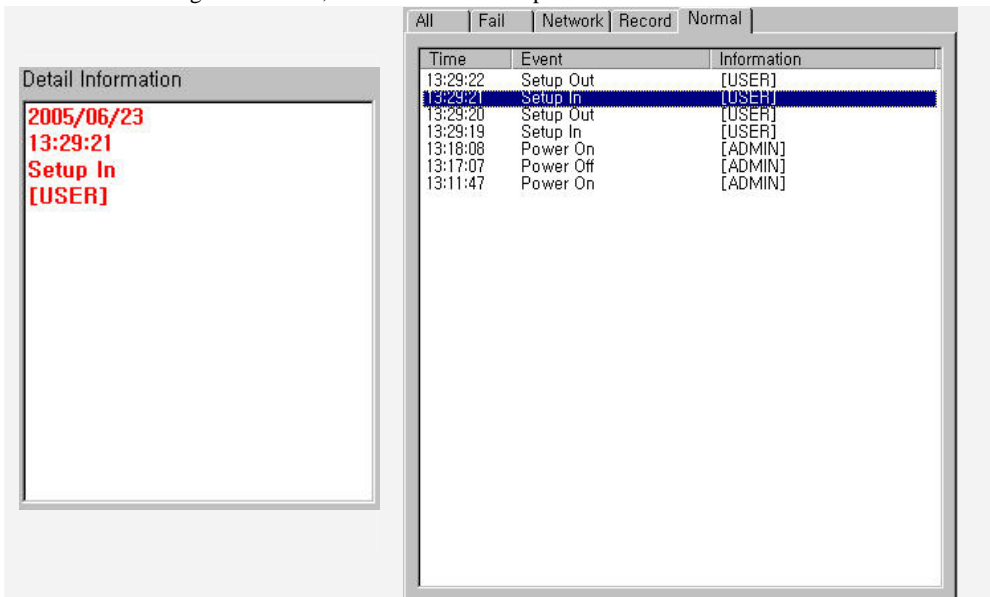 All Fail Network Record Normal
Detail Information
2005/06/23
13:29:21
Setup In
[USER]
Time Event Information
13:29:22 Setup Out [USER]
13:29:21 Setup In [USER]
13:29:20 Setup Out [USER]
13:29:19 Setup In [USER]
13:18:08 Power On [ADMIN]
13:17:07 Power Off [ADMIN]
13:11:47 Power On [ADMIN]